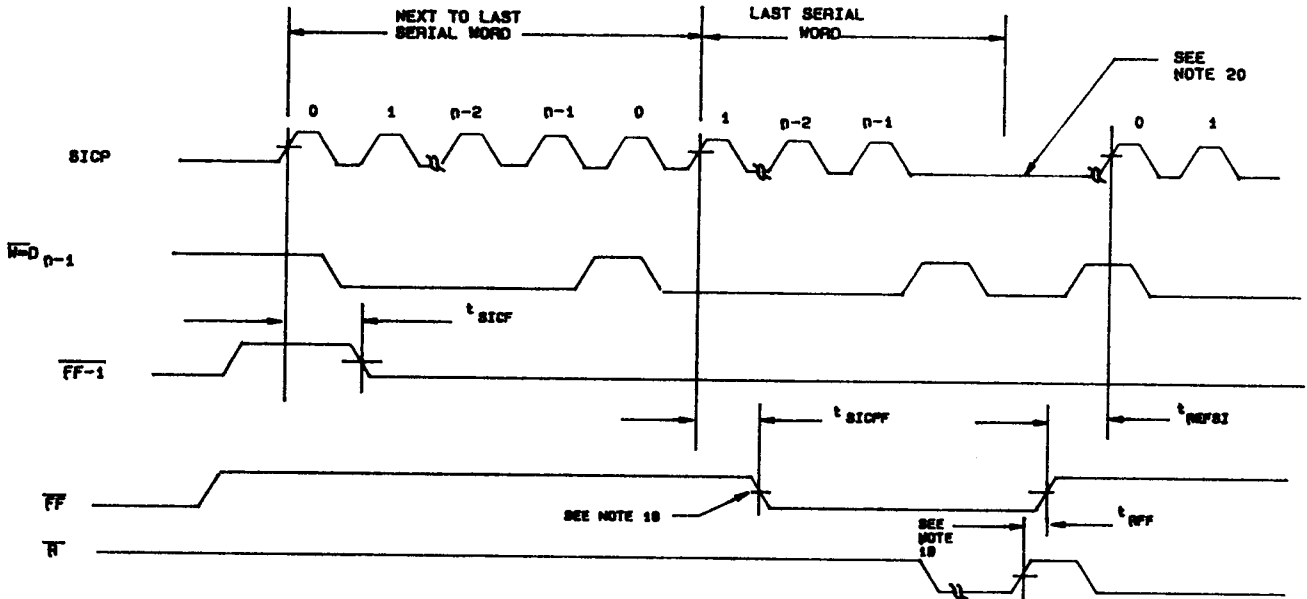 NEXT TO LAST
SERIAL WORD
LAST SERIAL
WORD
SEE
NOTE 20
0 1 n-2 n-1 0 1 n-2 n-1 0 1
SICP
W=D n-1
t SICF
FF-1
t SICPF
t REFSI
FF
SEE NOTE 18
SEE
NOTE
19
t RFF
R